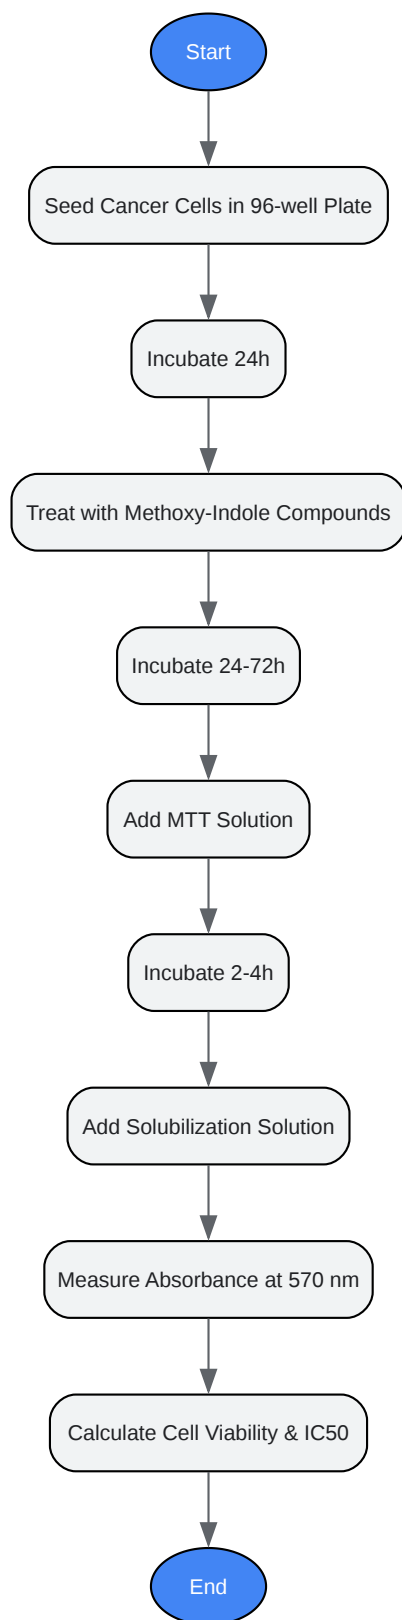 Start
Seed Cancer Cells in 96-well Plate
Incubate 24h
Treat with Methoxy-Indole Compounds
Incubate 24-72h
Add MTT Solution
Incubate 2-4h
Add Solubilization Solution
Measure Absorbance at 570 nm
Calculate Cell Viability & IC50
End